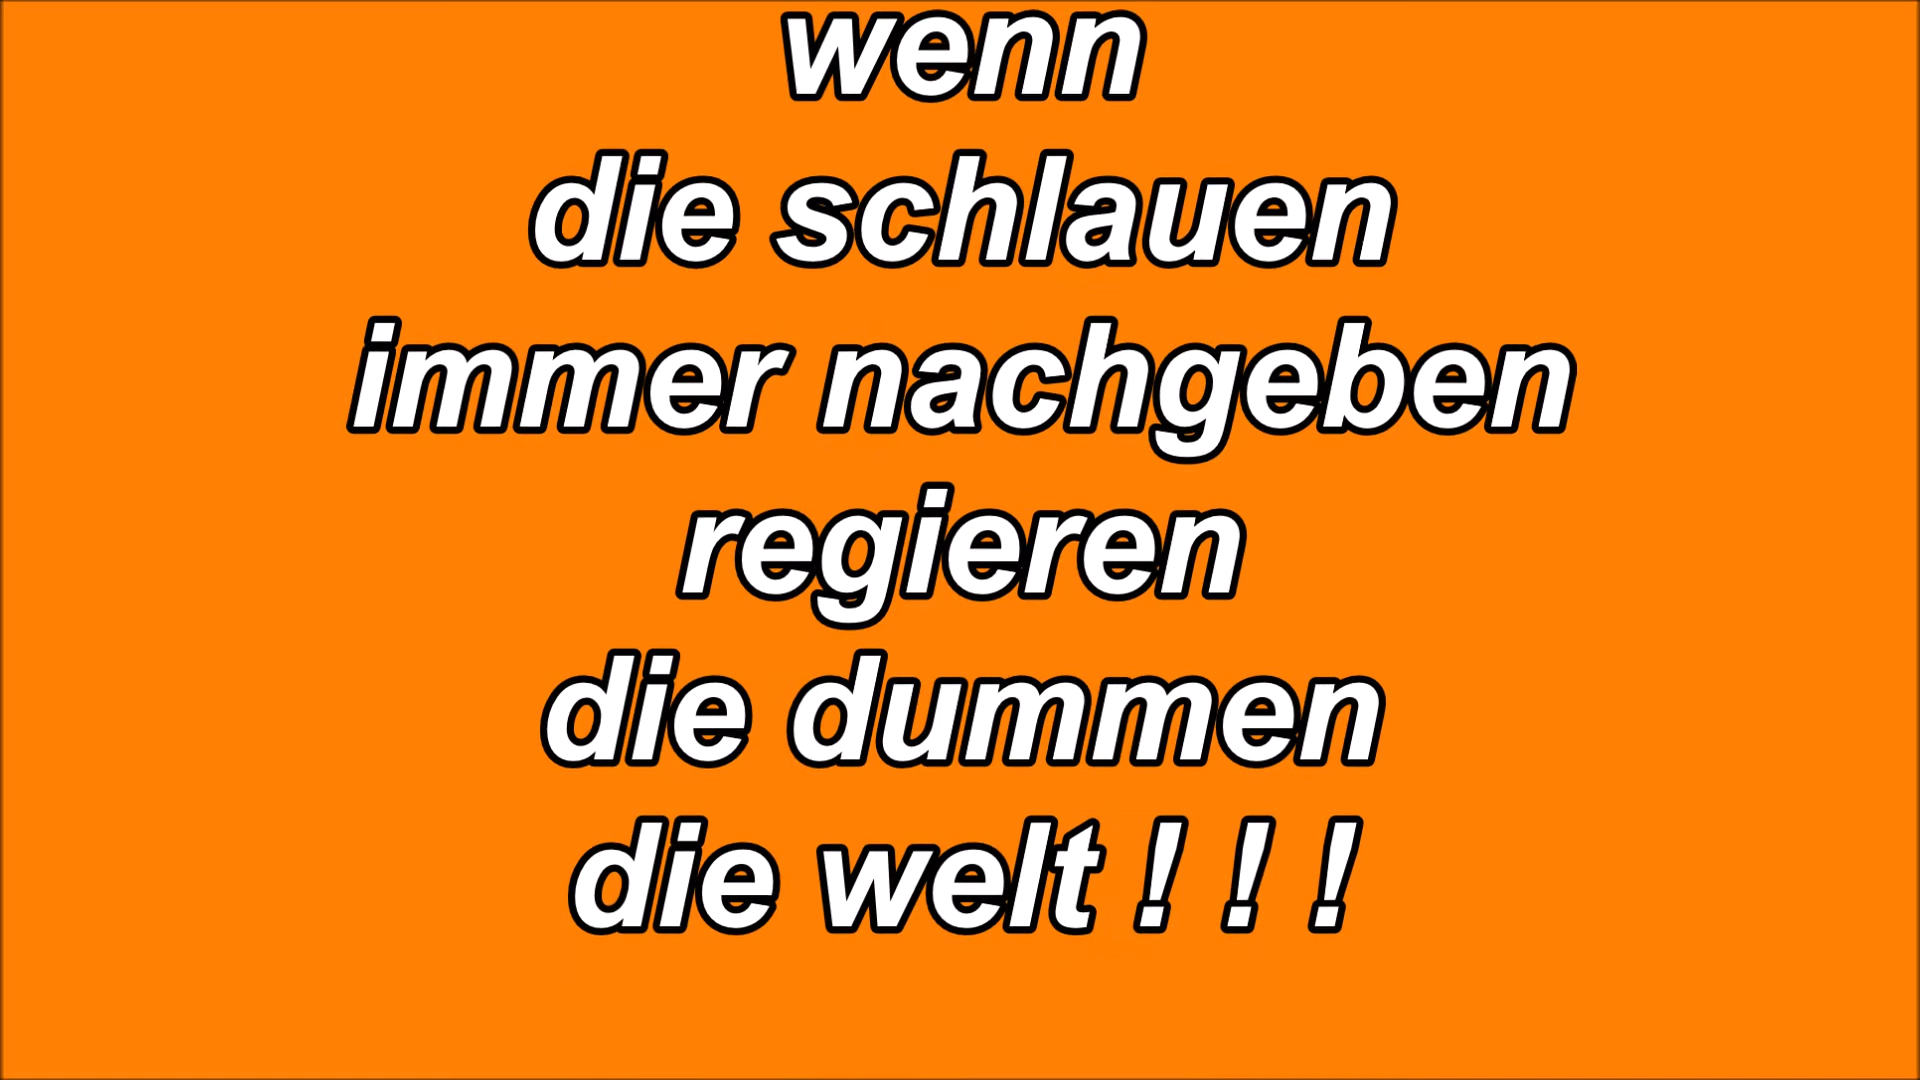 wenn
die schlauen
immer nachgeben
regieren
die dummen
die welt ! ! !